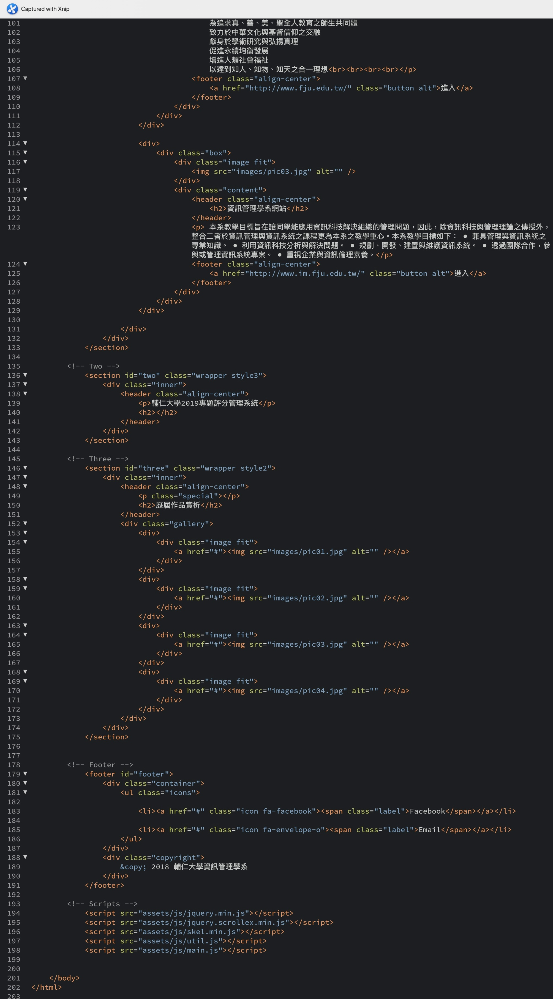 Captured with Xnip
101 為追求真、善、美、聖全人教育之師生共同體
102 致力於中華文化與基督信仰之交融
103 獻身於學術研究與弘揚真理
104 促進永續均衡發展
105 增進人類社會福祉
106 以達到知人、知物、知天之合一理想<br><br><br><br></p>
107 ▼ <footer class="align-center">
108 <a href="http://www.fju.edu.tw/" class="button alt">進入</a>
109 </footer>
110 </div>
111 </div>
112 </div>
113
114 ▼ <div>
115 ▼ <div class="box">
116 ▼ <div class="image fit">
117 <img src="images/pic03.jpg" alt="" />
118 </div>
119 ▼ <div class="content">
120 ▼ <header class="align-center">
121 <h2>資訊管理學系網站</h2>
122 </header>
123 <p> 本系教學目標旨在讓同學能應用資訊科技解決組織的管理問題，因此，除資訊科技與管理理論之傳授外，
整合二者於資訊管理與資訊系統之課程更為本系之教學重心。本系教學目標如下： ● 兼具管理與資訊系統之
專業知識。 ● 利用資訊科技分析與解決問題。 ● 規劃、開發、建置與維護資訊系統。 ● 透過團隊合作，參
與或管理資訊系統專案。 ● 重視企業與資訊倫理素養。</p>
124 ▼ <footer class="align-center">
125 <a href="http://www.im.fju.edu.tw/" class="button alt">進入</a>
126 </footer>
127 </div>
128 </div>
129 </div>
130
131 </div>
132 </div>
133 </section>
134
135 <!-- Two -->
136 ▼ <section id="two" class="wrapper style3">
137 ▼ <div class="inner">
138 ▼ <header class="align-center">
139 <p>輔仁大學2019專題評分管理系統</p>
140 <h2></h2>
141 </header>
142 </div>
143 </section>
144
145 <!-- Three -->
146 ▼ <section id="three" class="wrapper style2">
147 ▼ <div class="inner">
148 ▼ <header class="align-center">
149 <p class="special"></p>
150 <h2>歷屆作品賞析</h2>
151 </header>
152 ▼ <div class="gallery">
153 ▼ <div>
154 ▼ <div class="image fit">
155 <a href="#"><img src="images/pic01.jpg" alt="" /></a>
156 </div>
157 </div>
158 ▼ <div>
159 ▼ <div class="image fit">
160 <a href="#"><img src="images/pic02.jpg" alt="" /></a>
161 </div>
162 </div>
163 ▼ <div>
164 ▼ <div class="image fit">
165 <a href="#"><img src="images/pic03.jpg" alt="" /></a>
166 </div>
167 </div>
168 ▼ <div>
169 ▼ <div class="image fit">
170 <a href="#"><img src="images/pic04.jpg" alt="" /></a>
171 </div>
172 </div>
173 </div>
174 </div>
175 </section>
176
177
178 <!-- Footer -->
179 ▼ <footer id="footer">
180 ▼ <div class="container">
181 ▼ <ul class="icons">
182
183 <li><a href="#" class="icon fa-facebook"><span class="label">Facebook</span></a></li>
184
185 <li><a href="#" class="icon fa-envelope-o"><span class="label">Email</span></a></li>
186 </ul>
187 </div>
188 ▼ <div class="copyright">
189 &copy; 2018 輔仁大學資訊管理學系
190 </div>
191 </footer>
192
193 <!-- Scripts -->
194 <script src="assets/js/jquery.min.js"></script>
195 <script src="assets/js/jquery.scrollex.min.js"></script>
196 <script src="assets/js/skel.min.js"></script>
197 <script src="assets/js/util.js"></script>
198 <script src="assets/js/main.js"></script>
199
200
201 </body>
202 </html>
203